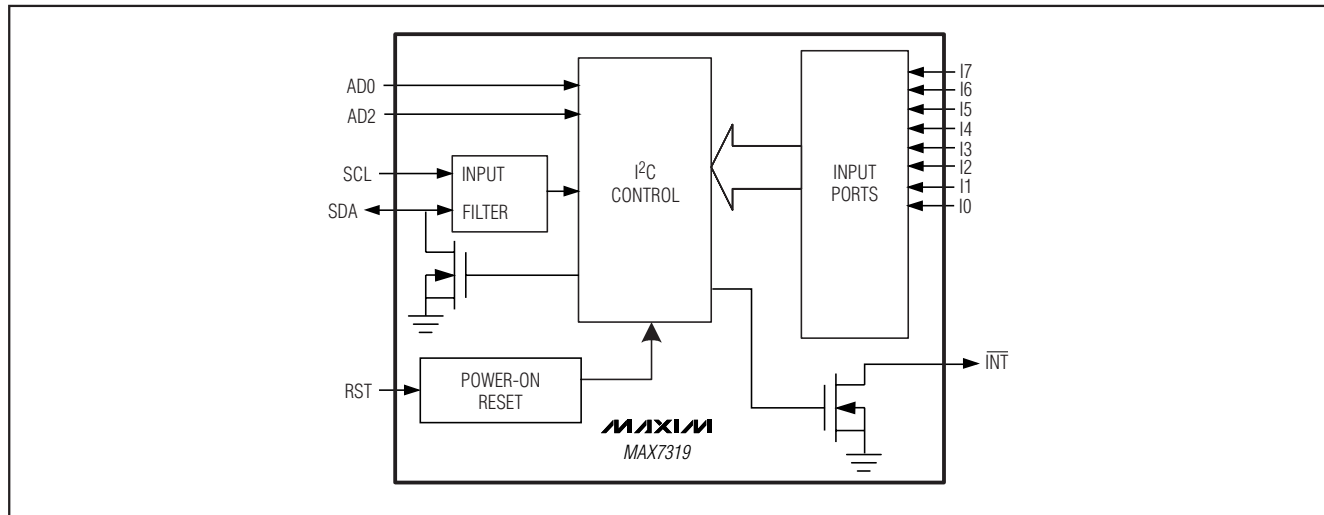 AD0
AD2
SCL
SDA
RST
INPUT
FILTER
I²C
CONTROL
POWER-ON
RESET
INPUT
PORTS
I7
I6
I5
I4
I3
I2
I1
I0
I̅N̅T̅
MAXIM
MAX7319